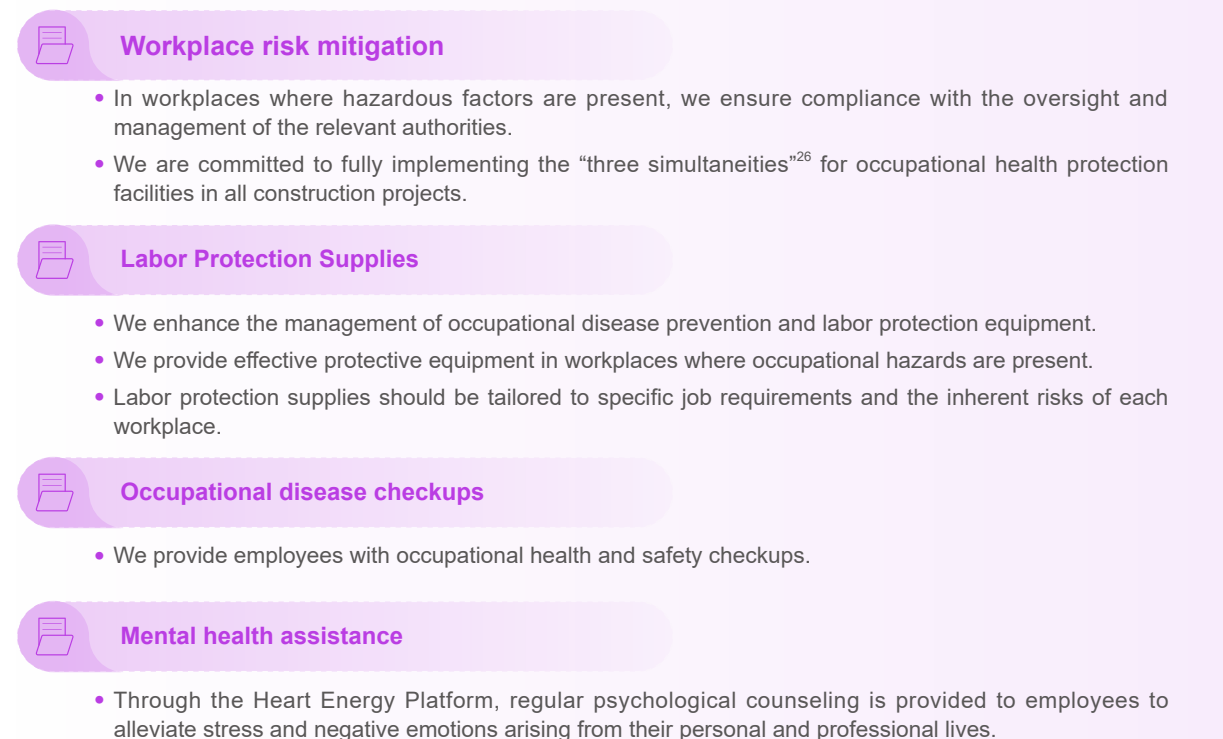 Workplace risk mitigation
• In workplaces where hazardous factors are present, we ensure compliance with the oversight and
management of the relevant authorities.
• We are committed to fully implementing the “three simultaneities”26 for occupational health protection
facilities in all construction projects.
Labor Protection Supplies
• We enhance the management of occupational disease prevention and labor protection equipment.
• We provide effective protective equipment in workplaces where occupational hazards are present.
• Labor protection supplies should be tailored to specific job requirements and the inherent risks of each
workplace.
Occupational disease checkups
• We provide employees with occupational health and safety checkups.
Mental health assistance
• Through the Heart Energy Platform, regular psychological counseling is provided to employees to
alleviate stress and negative emotions arising from their personal and professional lives.